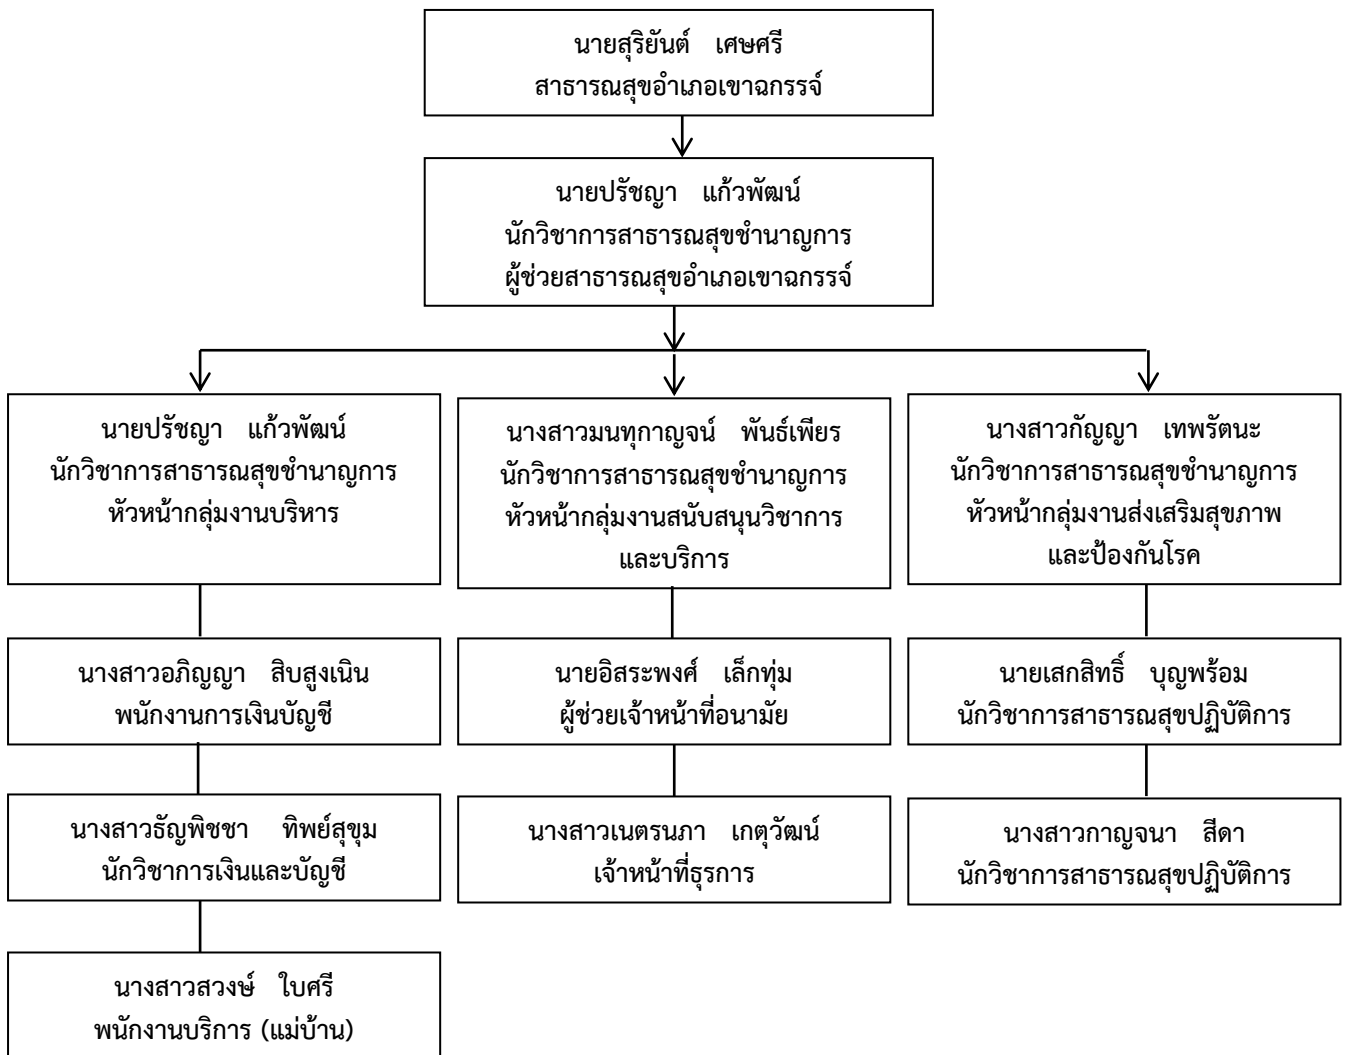 นายสุริยันต์ เศษศรี
สาธารณสุขอำเภอเขาฉกรรจ์
นายปรัชญา แก้วพัฒน์
นักวิชาการสาธารณสุขชำนาญการ
ผู้ช่วยสาธารณสุขอำเภอเขาฉกรรจ์
นายปรัชญา แก้วพัฒน์
นักวิชาการสาธารณสุขชำนาญการ
หัวหน้ากลุ่มงานบริหาร
นางสาวมนทุกาญจน์ พันธ์เพียร
นักวิชาการสาธารณสุขชำนาญการ
หัวหน้ากลุ่มงานสนับสนุนวิชาการ
และบริการ
นางสาวกัญญา เทพรัตนะ
นักวิชาการสาธารณสุขชำนาญการ
หัวหน้ากลุ่มงานส่งเสริมสุขภาพ
และป้องกันโรค
นางสาวอภิญญา สิบสูงเนิน
พนักงานการเงินบัญชี
นายอิสระพงศ์ เล็กทุ่ม
ผู้ช่วยเจ้าหน้าที่อนามัย
นายเสกสิทธิ์ บุญพร้อม
นักวิชาการสาธารณสุขปฏิบัติการ
นางสาวธัญพิชชา ทิพย์สุขุม
นักวิชาการเงินและบัญชี
นางสาวเนตรนภา เกตุวัฒน์
เจ้าหน้าที่ธุรการ
นางสาวกาญจนา สีดา
นักวิชาการสาธารณสุขปฏิบัติการ
นางสาวสวงษ์ ใบศรี
พนักงานบริการ (แม่บ้าน)